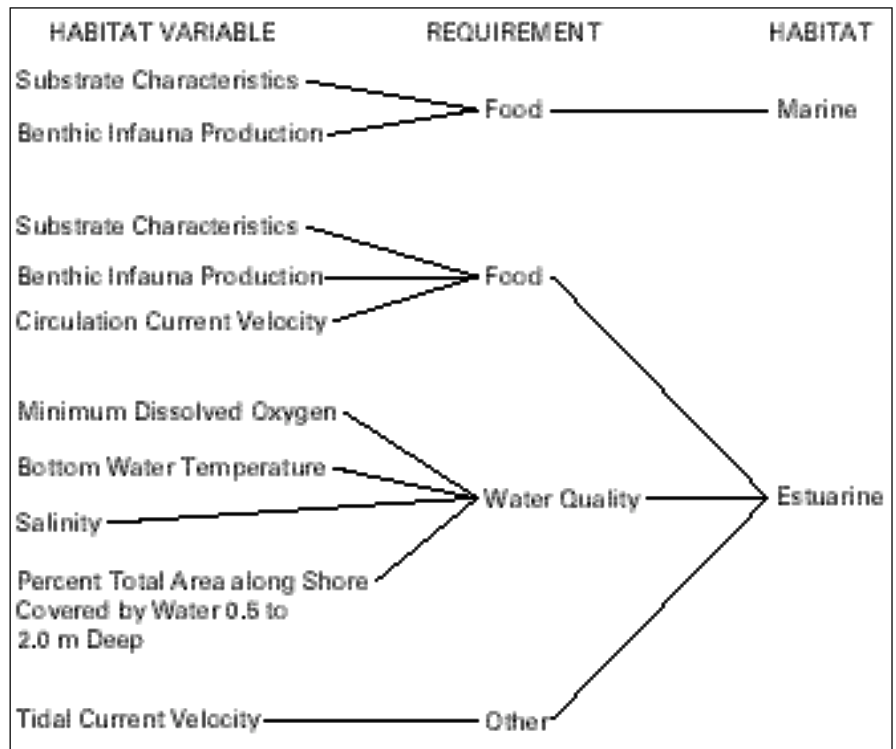 HABITAT VARIABLE REQUIREMENT HABITAT
Substrate Characteristics
Food Marine
Benthic Infauna Production
Substrate Characteristics
Benthic Infauna Production Food
Circulation Current Velocity
Minimum Dissolved Oxygen
Bottom Water Temperature
Water Quality Estuarine
Salinity
Percent Total Area along Shore
Covered by Water 0.5 to
2.0 m Deep
Tidal Current Velocity Other